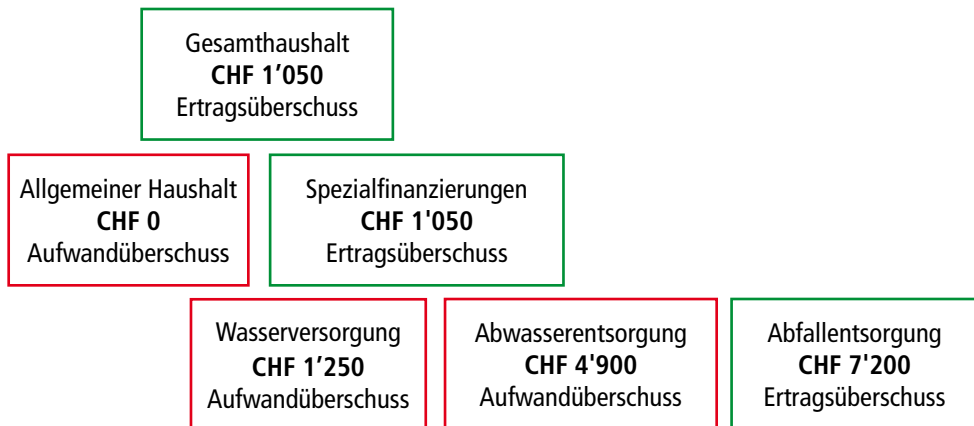 Gesamthaushalt
CHF 1’050
Ertragsüberschuss
Allgemeiner Haushalt
CHF 0
Aufwandüberschuss
Spezialfinanzierungen
CHF 1'050
Ertragsüberschuss
Wasserversorgung
CHF 1’250
Aufwandüberschuss
Abwasserentsorgung
CHF 4'900
Aufwandüberschuss
Abfallentsorgung
CHF 7'200
Ertragsüberschuss